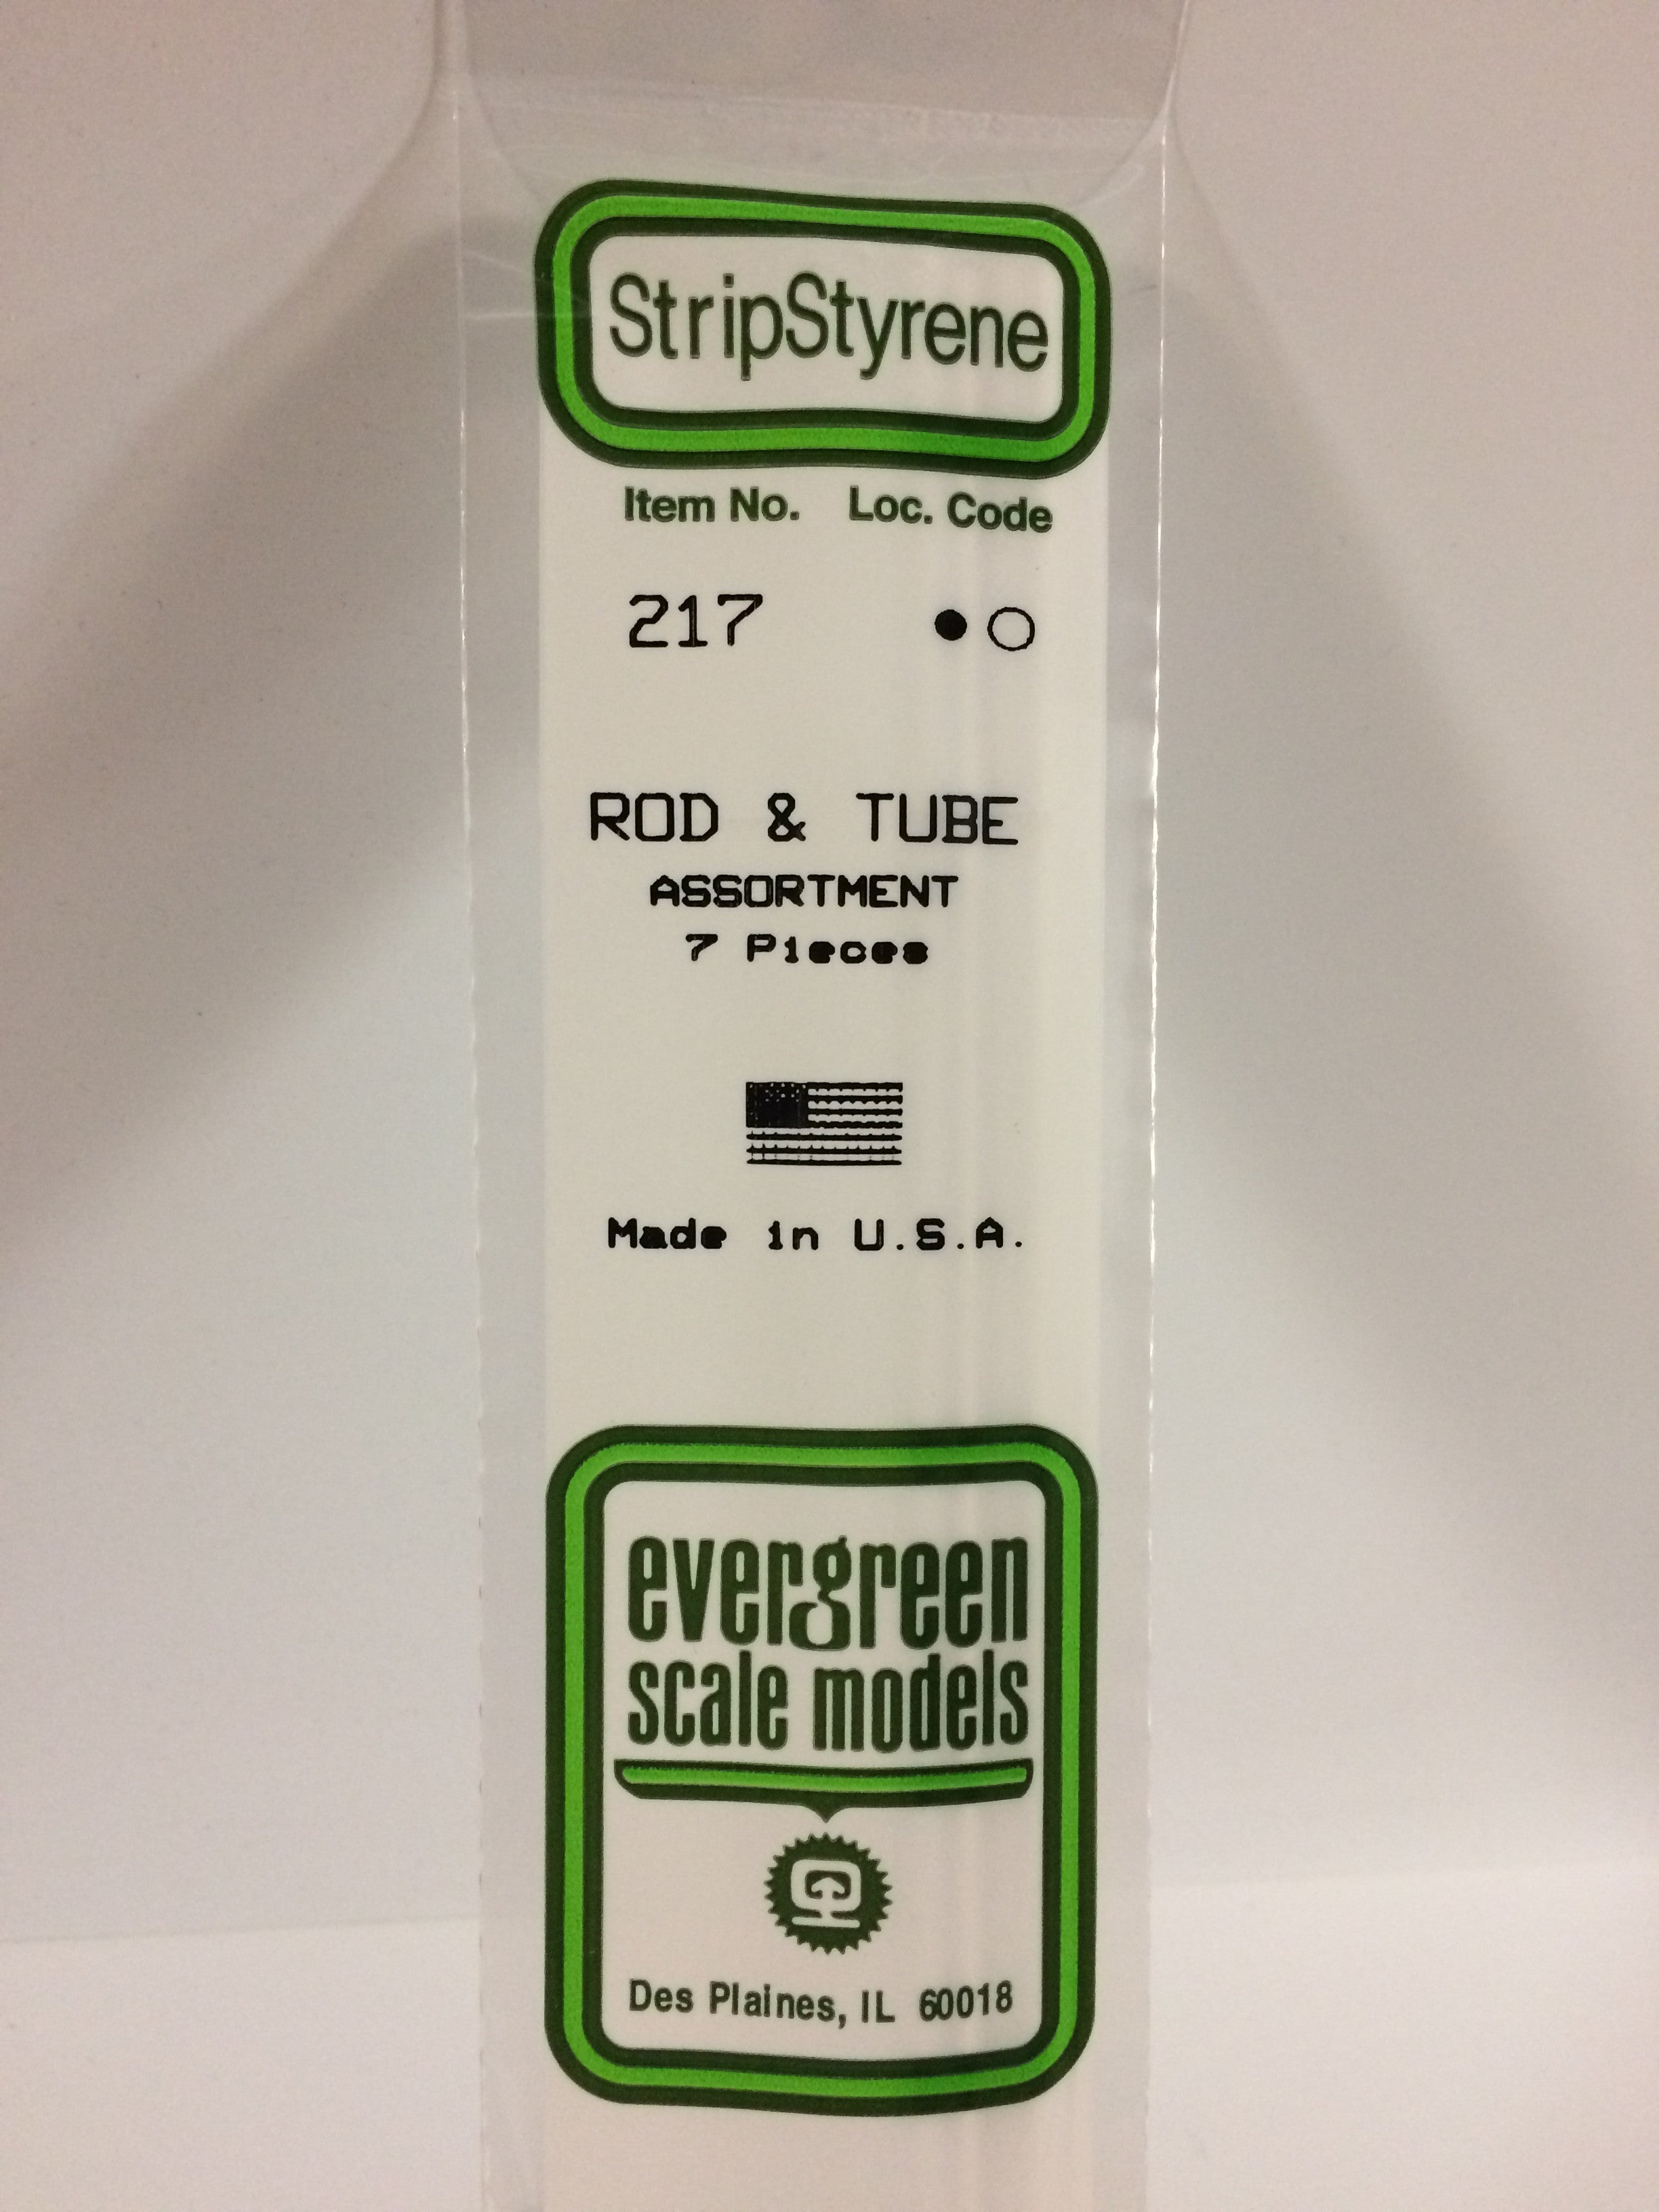 StripStyrene
Item No. Loc. Code
217 ●○
ROD & TUBE
ASSORTMENT
7 Pieces
Made in U.S.A.
evergreen
scale models
Des Plaines, IL 60018